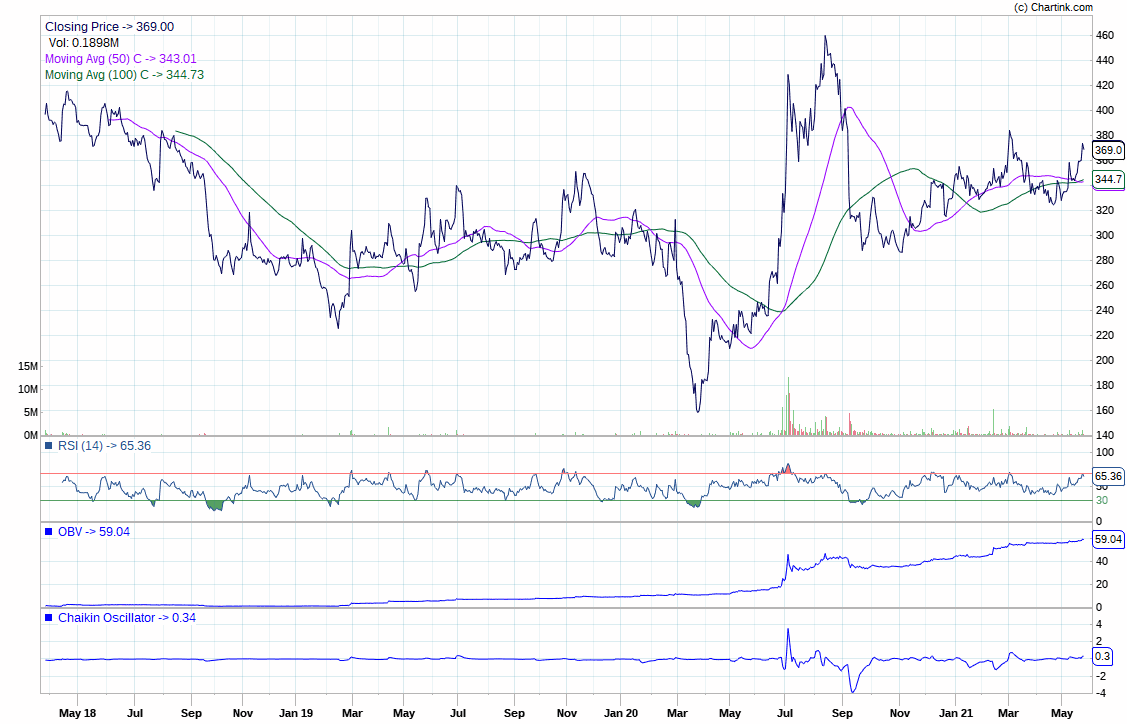 (c) Chartink.com
Closing Price -> 369.00
Vol: 0.1898M
Moving Avg (50) C -> 343.01
Moving Avg (100) C -> 344.73
460
440
420
400
380
369.0
360
344.7
320
300
280
260
240
220
200
180
160
140
15M
10M
5M
0M
RSI (14) -> 65.36
100
65.36
50
30
0
OBV -> 59.04
59.04
40
20
0
Chaikin Oscillator -> 0.34
4
2
0.3
-2
-4
May 18 Jul Sep Nov Jan 19 Mar May Jul Sep Nov Jan 20 Mar May Jul Sep Nov Jan 21 Mar May